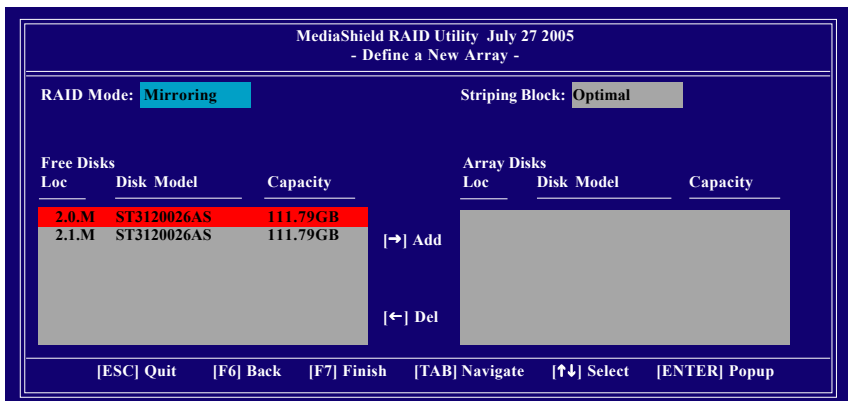 MediaShield RAID Utility July 27 2005
- Define a New Array -
RAID Mode: Mirroring Striping Block: Optimal
Free Disks Array Disks
Loc Disk Model Capacity Loc Disk Model Capacity
2.0.M ST3120026AS 111.79GB
2.1.M ST3120026AS 111.79GB
[→] Add
[←] Del
[ESC] Quit [F6] Back [F7] Finish [TAB] Navigate [↑↓] Select [ENTER] Popup